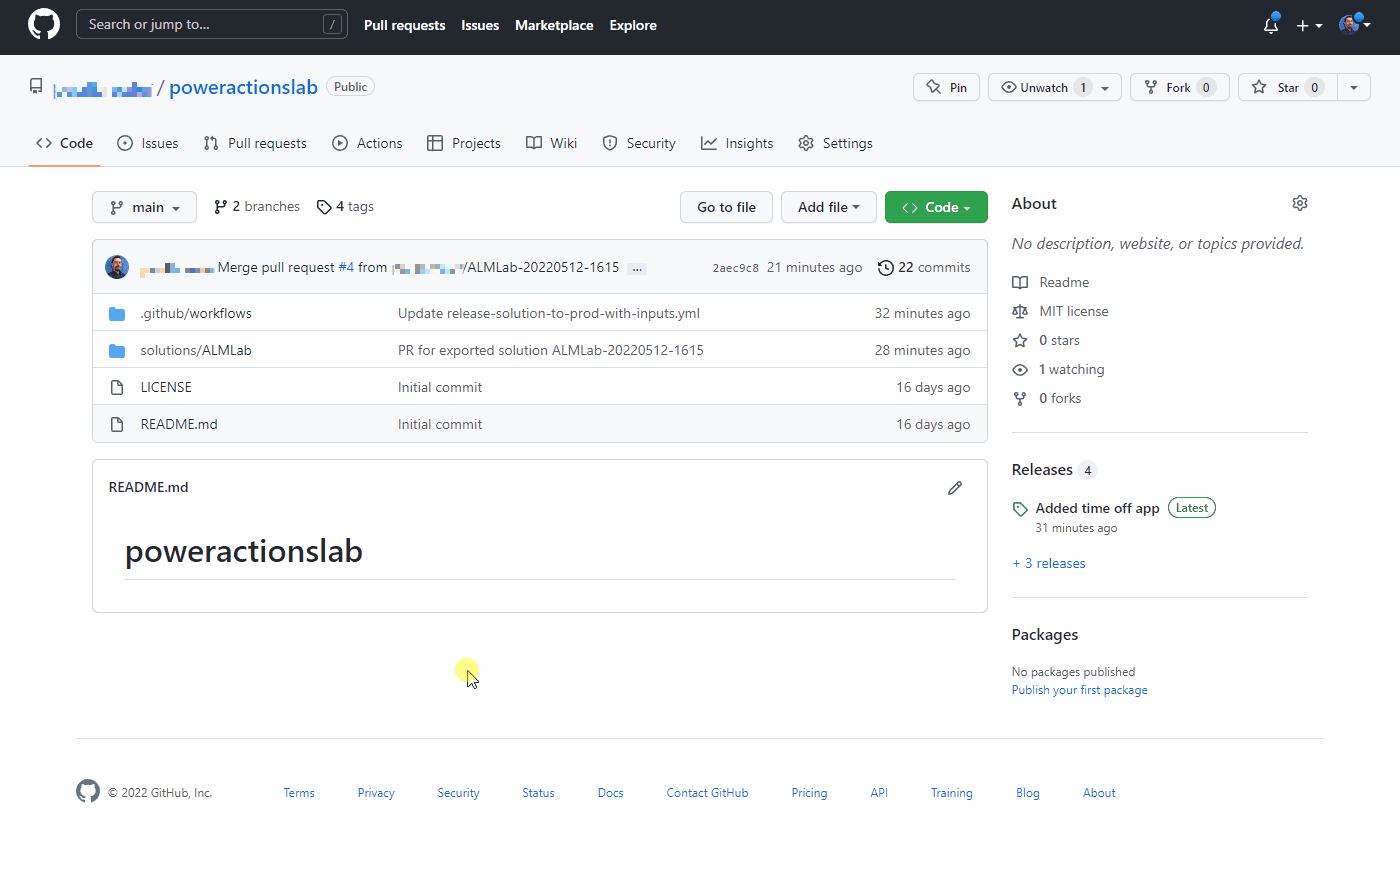 Search or jump to... / Pull requests Issues Marketplace Explore
/ poweractionslab Public Pin Unwatch 1 Fork 0 Star 0
Code Issues Pull requests Actions Projects Wiki Security Insights Settings
main 2 branches 4 tags Go to file Add file Code
Merge pull request #4 from /ALMLab-20220512-1615 ... 2aec9c8 21 minutes ago 22 commits
.github/workflows Update release-solution-to-prod-with-inputs.yml 32 minutes ago
solutions/ALMLab PR for exported solution ALMLab-20220512-1615 28 minutes ago
LICENSE Initial commit 16 days ago
README.md Initial commit 16 days ago
README.md
poweractionslab
About
No description, website, or topics provided.
Readme
MIT license
0 stars
1 watching
0 forks
Releases 4
Added time off app Latest
31 minutes ago
+ 3 releases
Packages
No packages published
Publish your first package
© 2022 GitHub, Inc. Terms Privacy Security Status Docs Contact GitHub Pricing API Training Blog About